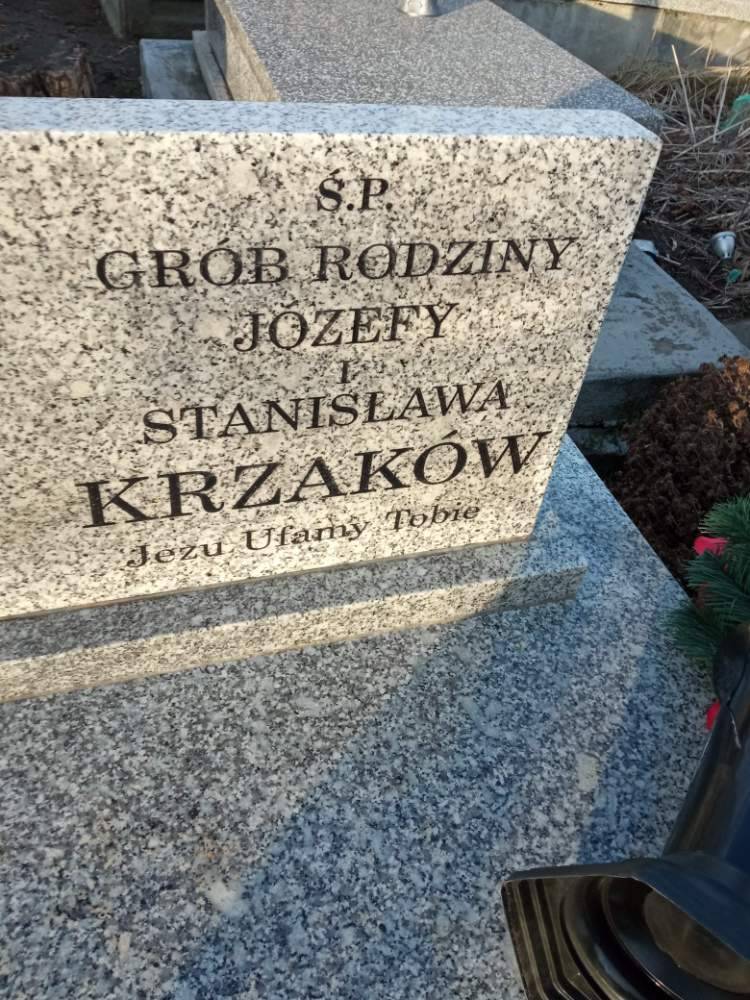 Ś.P.
GRÓB RODZINY
JÓZEFY
I
STANISŁAWA
KRZAKÓW
Jezu Ufamy Tobie